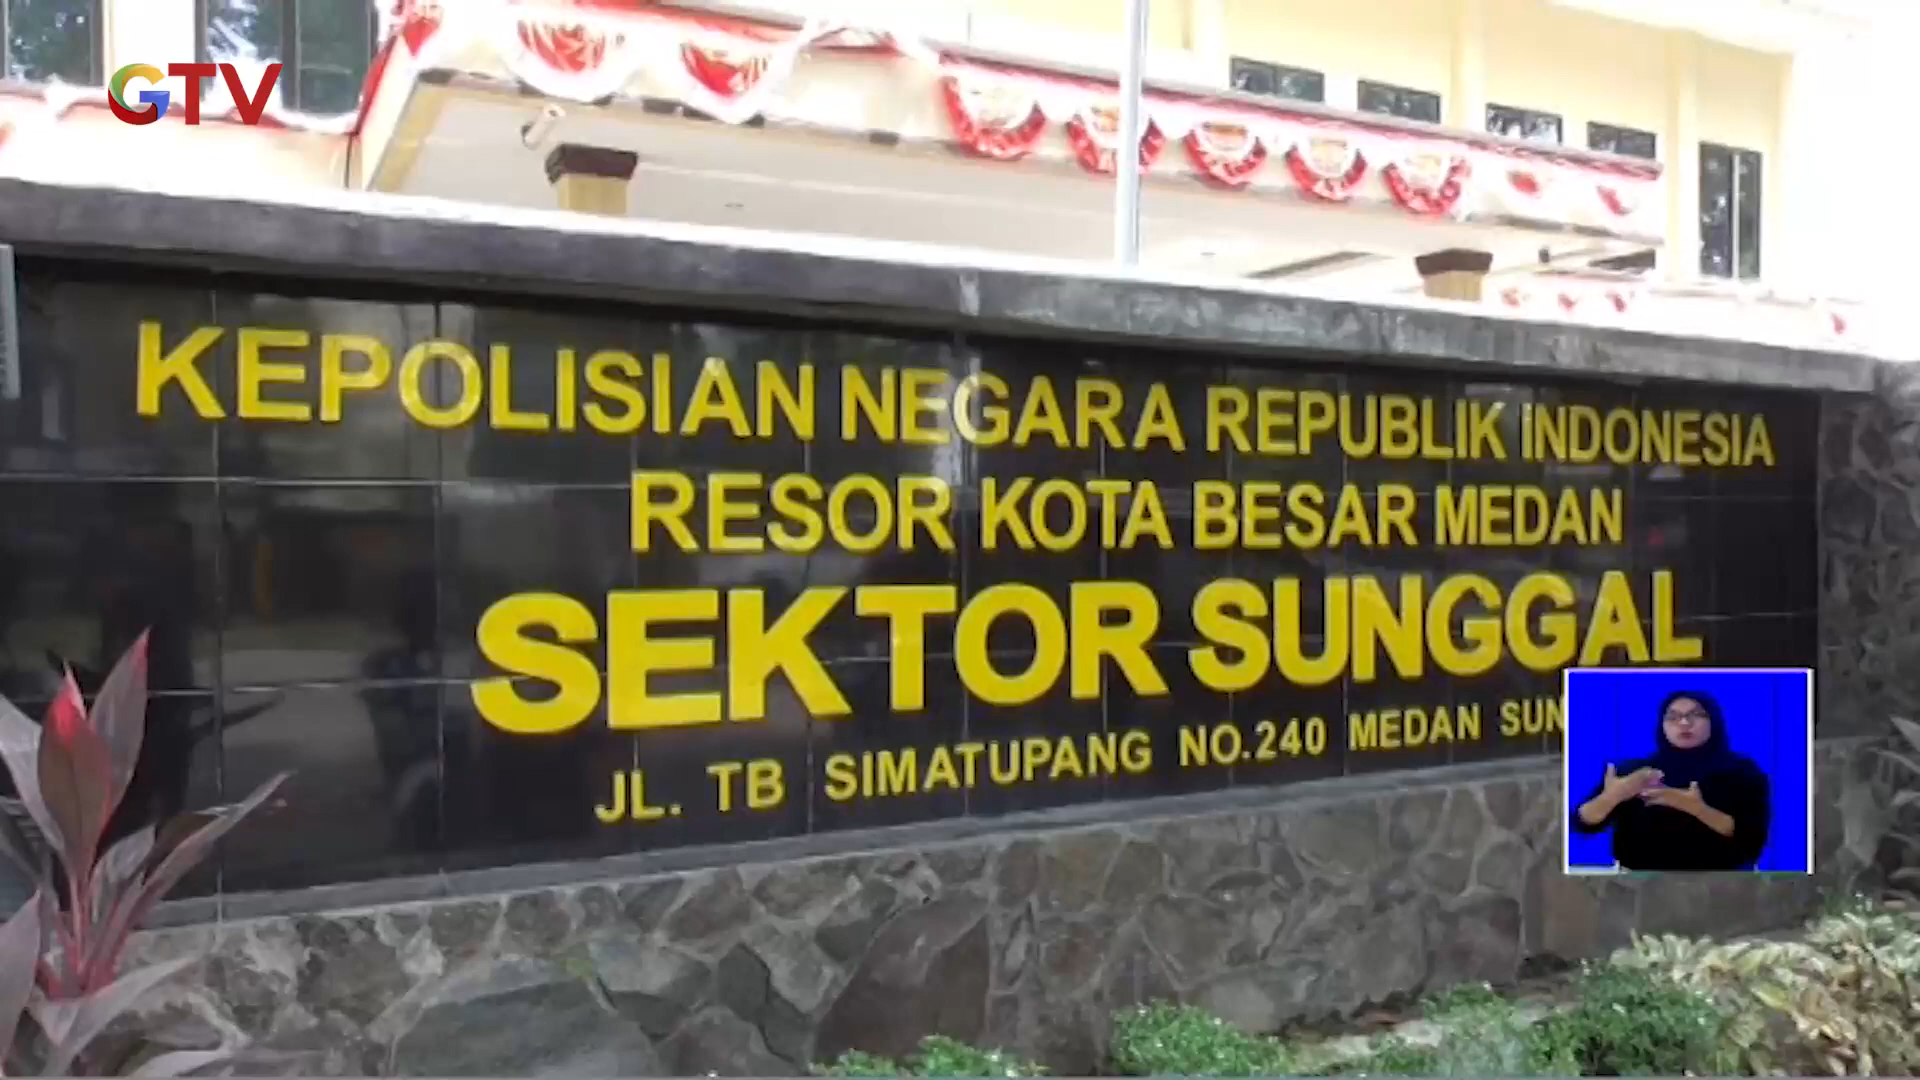 GTV
KEPOLISIAN NEGARA REPUBLIK iNDONESIA
RESOR KOTA BESAR MEDAN
SEKTOR SUNGGAL
JL. TB SIMATUPANG NO.240 MEDAN